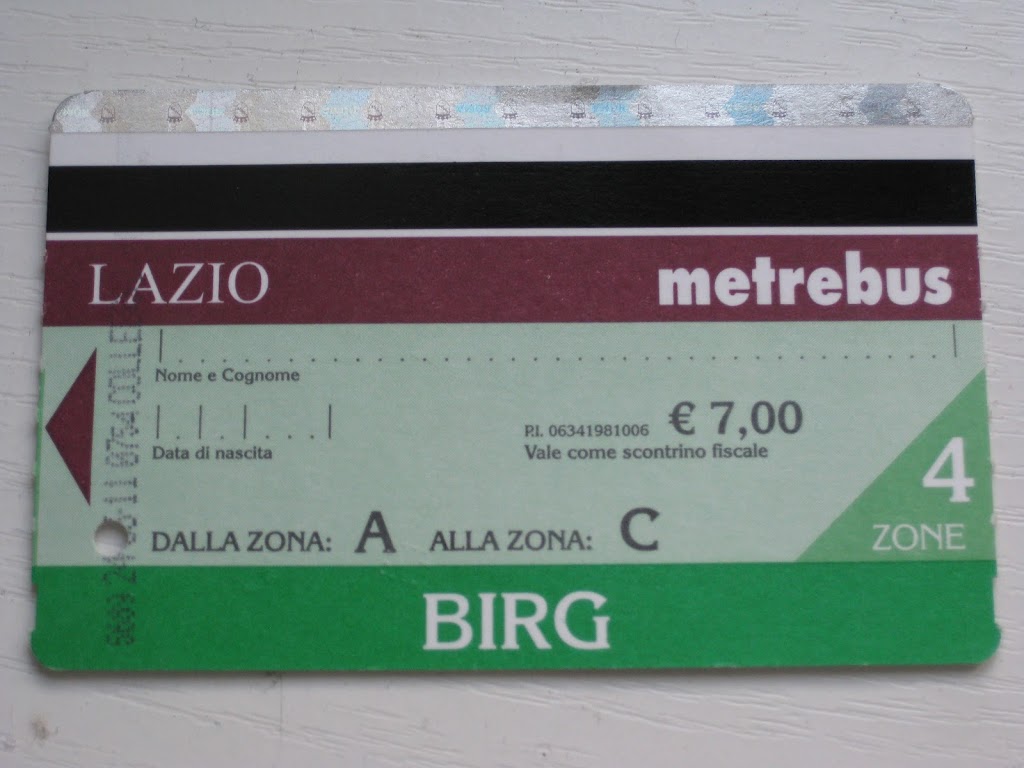 LAZIO metrebus
Nome e Cognome
P.I. 06341981006 € 7,00
Data di nascita Vale come scontrino fiscale
4
ZONE
DALLA ZONA: A ALLA ZONA: C
BIRG